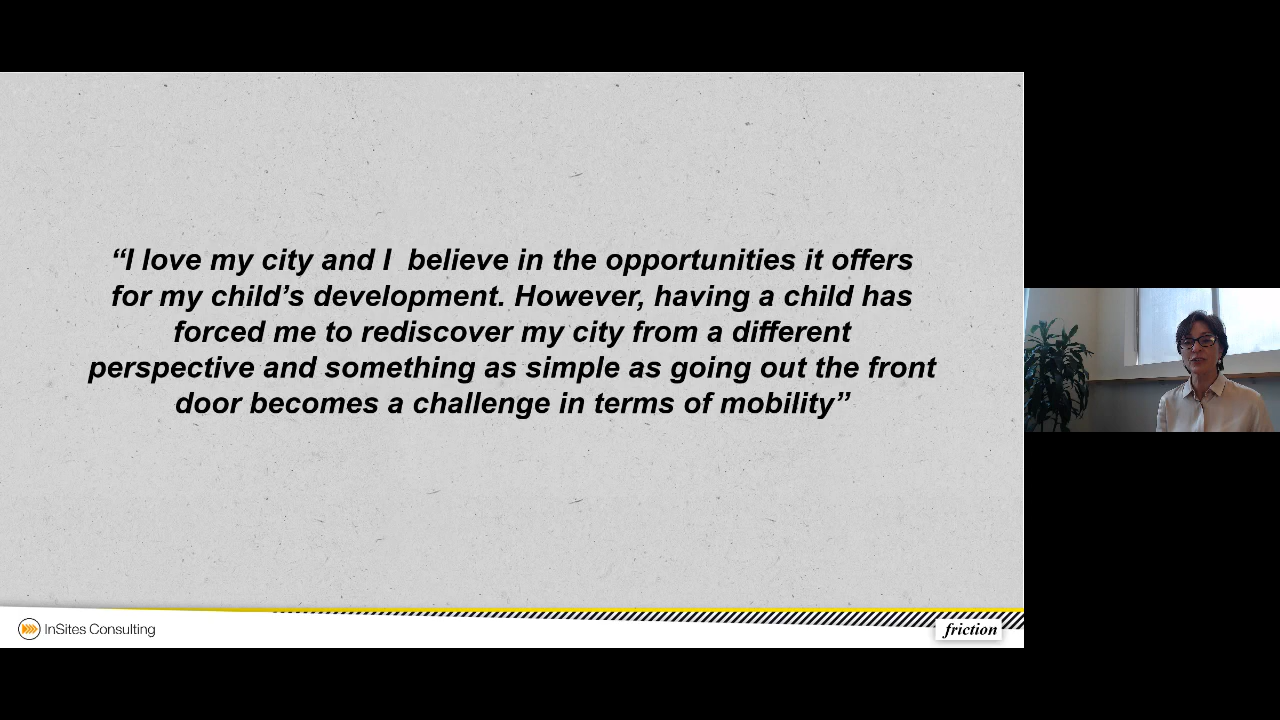 “I love my city and I  believe in the opportunities it offers
for my child’s development. However, having a child has
forced me to rediscover my city from a different
perspective and something as simple as going out the front
door becomes a challenge in terms of mobility”
InSites Consulting
friction